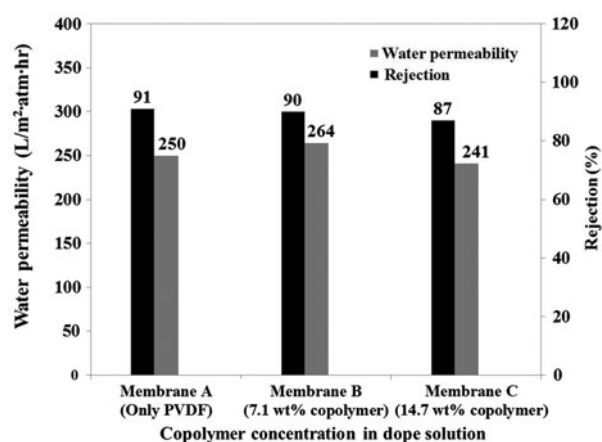 400
350
300
250
200
150
100
50
0
Water permeability (L/m²·atm·hr)
120
100
80
60
40
20
0
Rejection (%)
Water permeability
Rejection
91
250
90
264
87
241
Membrane A
(Only PVDF)
Membrane B
(7.1 wt% copolymer)
Membrane C
(14.7 wt% copolymer)
Copolymer concentration in dope solution